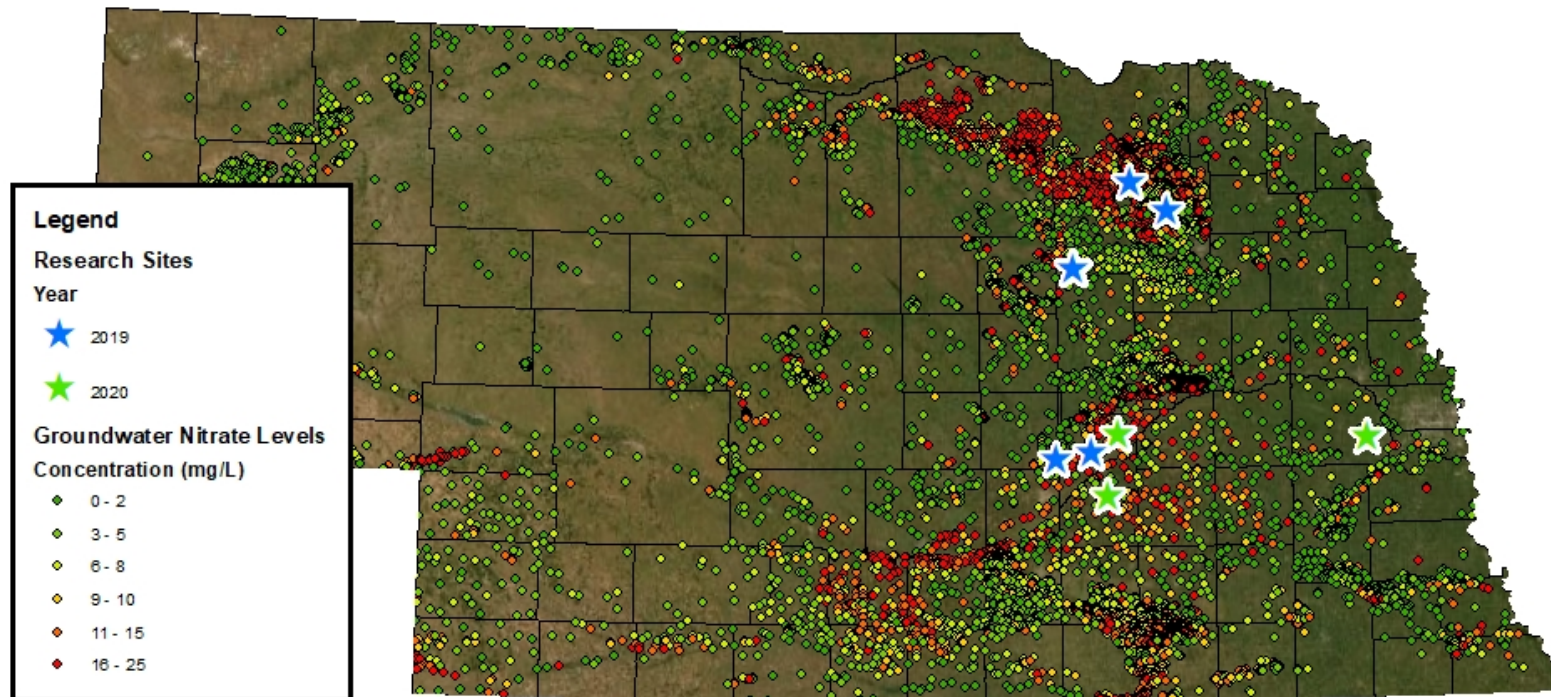 Legend
Research Sites
Year
2019
2020
Groundwater Nitrate Levels
Concentration (mg/L)
0 - 2
3 - 5
6 - 8
9 - 10
11 - 15
16 - 25